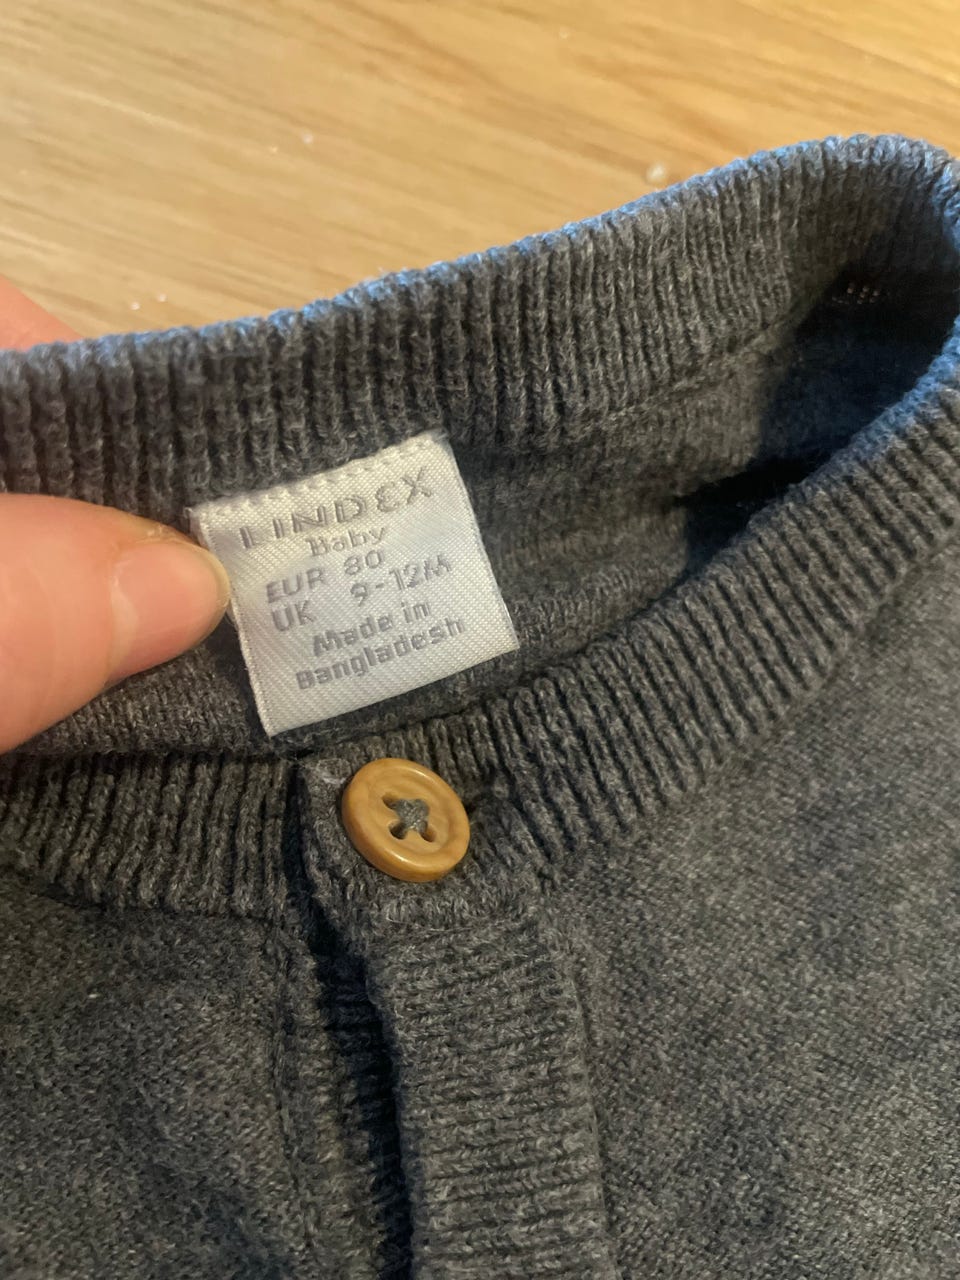 LINDEX
Baby
EUR 80
UK 9-12M
Made in
Bangladesh